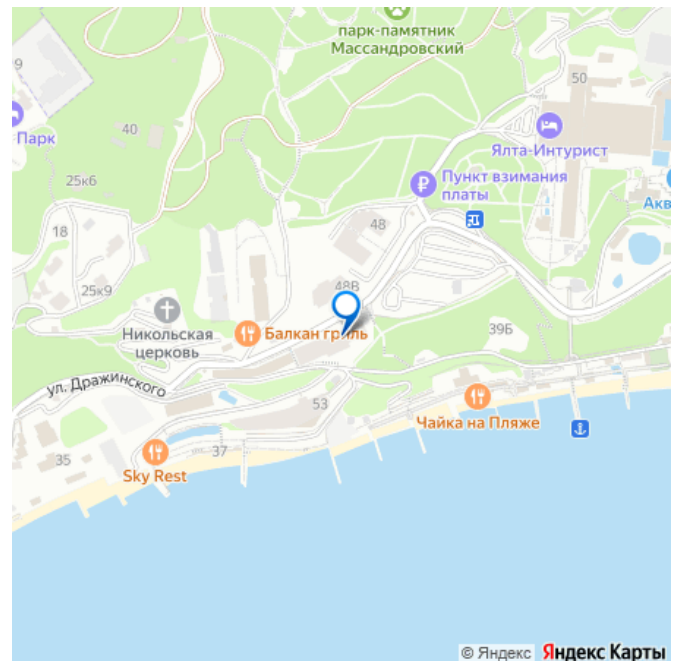 парк-памятник
Массандровский
9
50
40
Парк
Ялта-Интурист
25к6
Пункт взимания
платы
Акв
18
48
25к9
48В
Никольская
церковь
Балкан гриль
39Б
ул. Дражинского
53
Чайка на Пляже
35
37
Sky Rest
© Яндекс Яндекс Карты